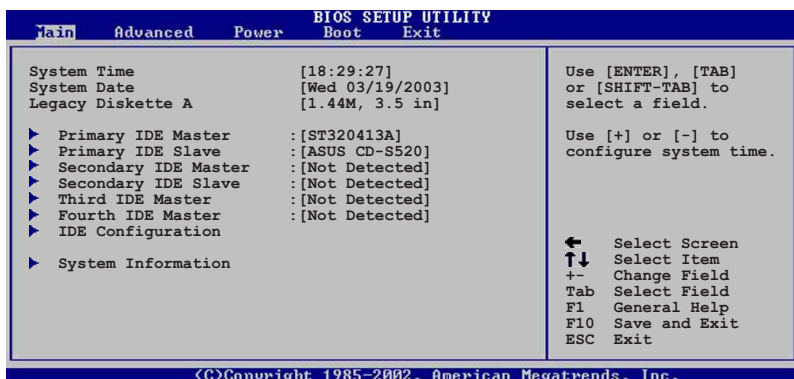 BIOS SETUP UTILITY
Main Advanced Power Boot Exit
System Time [18:29:27]
System Date [Wed 03/19/2003]
Legacy Diskette A [1.44M, 3.5 in]
Primary IDE Master :[ST320413A]
Primary IDE Slave :[ASUS CD-S520]
Secondary IDE Master :[Not Detected]
Secondary IDE Slave :[Not Detected]
Third IDE Master :[Not Detected]
Fourth IDE Master :[Not Detected]
IDE Configuration
System Information
Use [ENTER], [TAB]
or [SHIFT-TAB] to
select a field.
Use [+] or [-] to
configure system time.
← Select Screen
↑↓ Select Item
+- Change Field
Tab Select Field
F1 General Help
F10 Save and Exit
ESC Exit
(C)Copyright 1985-2002, American Megatrends, Inc.